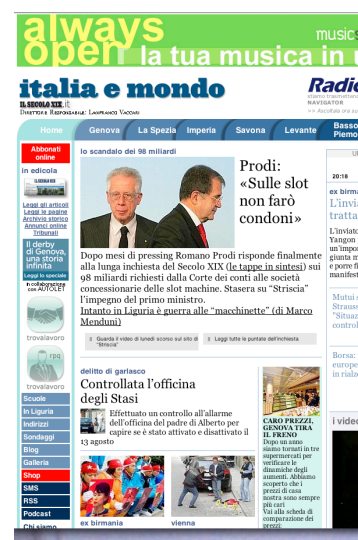 always
open
la tua musica in t
music
italia e mondo
IL SECOLO XIX.it
DIRETTORE RESPONSABILE: LANFRANCO VACCARI
Radio
stiamo trasmettendo
NAVIGATOR
>> Ascoltala ora su
Home
Genova
La Spezia
Imperia
Savona
Levante
Basso
Piemo
Abbonati
online
in edicola
Leggi gli articoli
Leggi le pagine
Archivio storico
Annunci online
Tribunali
Il derby
di Genova,
una storia
infinita
Leggi lo speciale
in collaborazione
con AUTOLET
trovalavoro
rpq
trovalavoro
Scuole
In Liguria
Indirizzi
Sondaggi
Blog
Galleria
Shop
SMS
RSS
Podcast
Chi siamo
lo scandalo dei 98 miliardi
Prodi:
«Sulle slot
non farò
condoni»
Dopo mesi di pressing Romano Prodi risponde finalmente
alla lunga inchiesta del Secolo XIX (le tappe in sintesi) sui
98 miliardi richiesti dalla Corte dei conti alle società
concessionarie delle slot machine. Stasera su “Striscia”
l’impegno del primo ministro.
Intanto in Liguria è guerra alle “macchinette” (di Marco
Menduni)
Guarda il video di lunedì scorso sul sito di
"Striscia"
Leggi tutte le puntate dell'inchiesta
delitto di garlasco
Controllata l’officina
degli Stasi
Effettuato un controllo all’allarme
dell’officina del padre di Alberto per
capire se è stato attivato e disattivato il
13 agosto
ex birmania
vienna
CARO PREZZI,
GENOVA TIRA
IL FRENO
Dopo un anno
siamo tornati in tre
supermercati per
verificare le
dinamiche degli
aumenti. Abbiamo
scoperto che i
prezzi di casa
nostra sono sempre
più cari
Vai alla scheda di
comparazione dei
prezzi:
20:18
ex birma
L’invia
tratta
L’inviato
Yangon
un’impo
giunta m
e porre fi
manifest
Mutui s
Strauss
"Situaz
control
Borsa:
europe
in rialz
i video